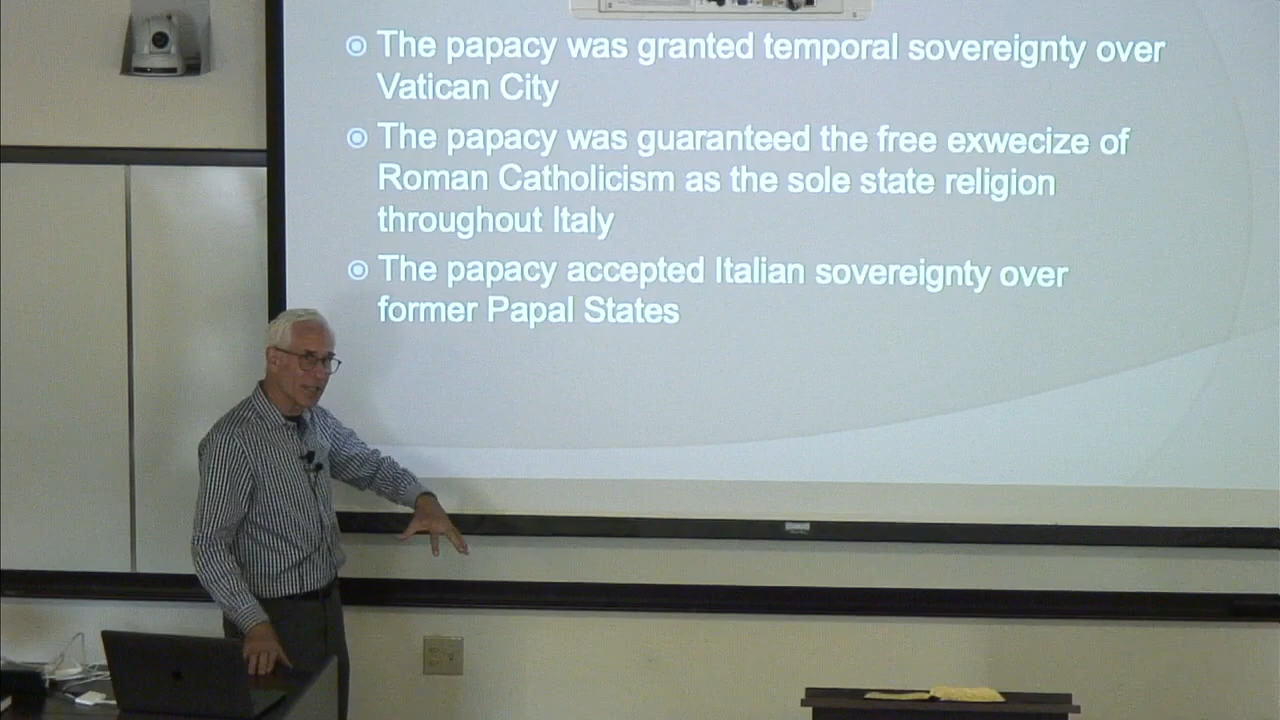 The papacy was granted temporal sovereignty over
Vatican City
The papacy was guaranteed the free exwecize of
Roman Catholicism as the sole state religion
throughout Italy
The papacy accepted Italian sovereignty over
former Papal States